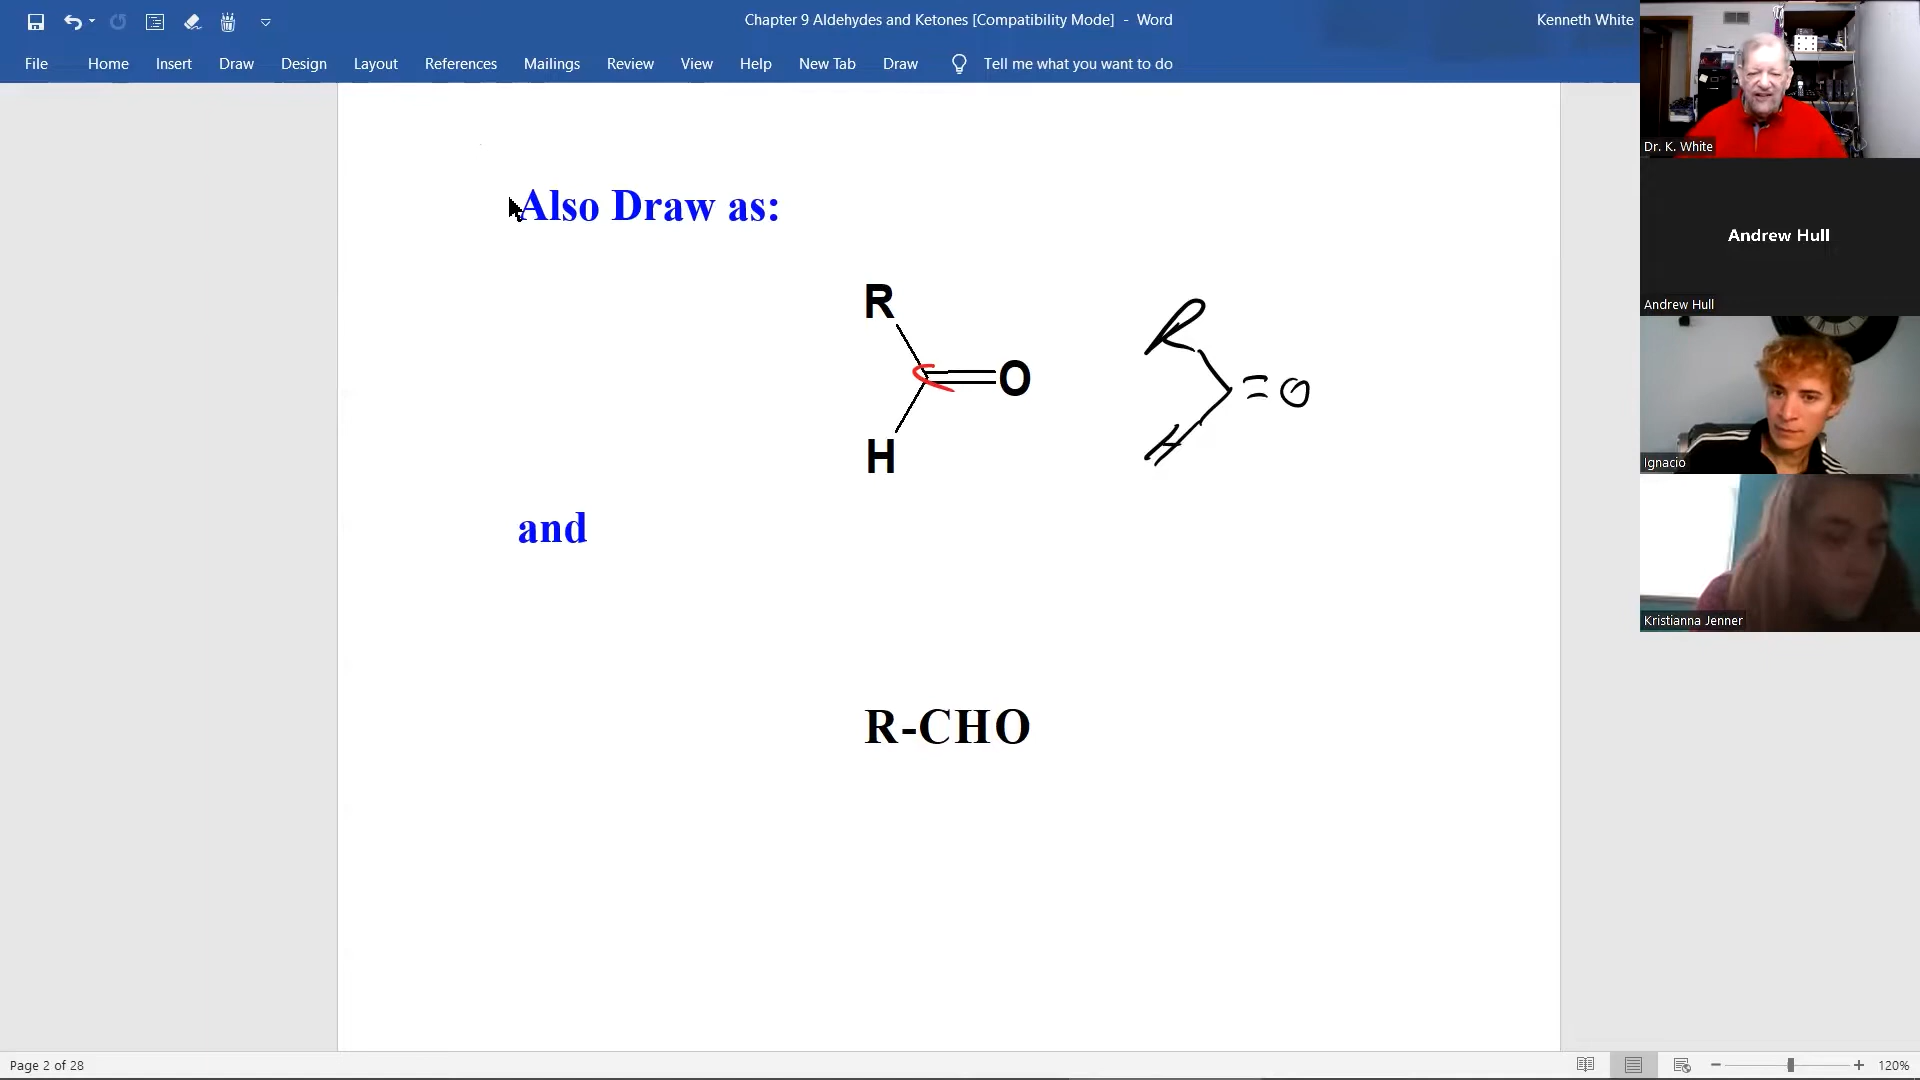 Chapter 9 Aldehydes and Ketones [Compatibility Mode] - Word
Kenneth White
File Home Insert Draw Design Layout References Mailings Review View Help New Tab Draw Tell me what you want to do
Dr. K. White
Andrew Hull
Andrew Hull
Ignacio
Kristianna Jenner
Also Draw as:
R
O
H
R
=O
H
and
R-CHO
Page 2 of 28
120%